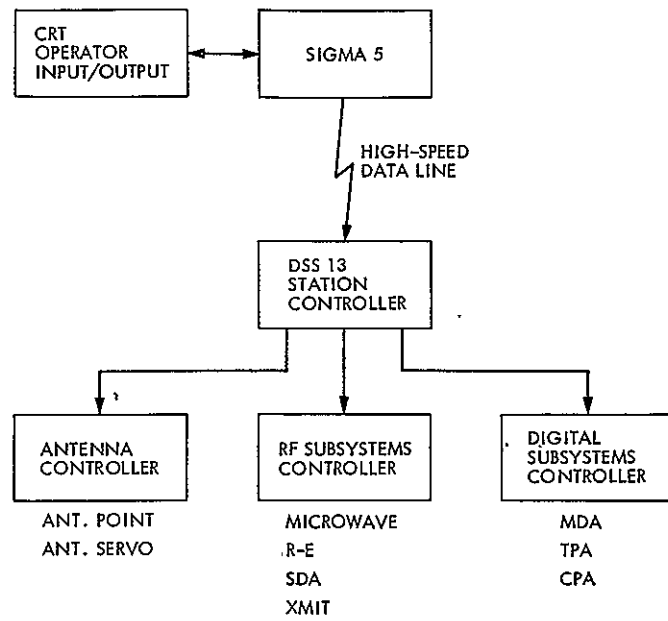 CRT
OPERATOR
INPUT/OUTPUT
SIGMA 5
HIGH-SPEED
DATA LINE
DSS 13
STATION
CONTROLLER
ANTENNA
CONTROLLER
RF SUBSYSTEMS
CONTROLLER
DIGITAL
SUBSYSTEMS
CONTROLLER
ANT. POINT
ANT. SERVO
MICROWAVE
R-E
SDA
XMIT
MDA
TPA
CPA